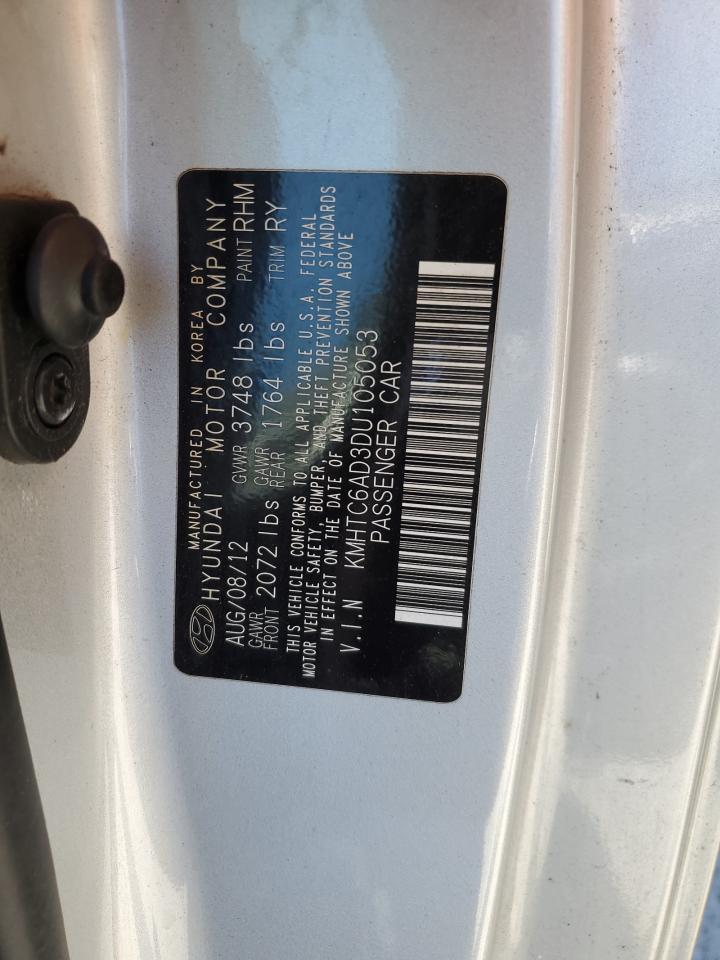 MANUFACTURED IN KOREA BY
HYUNDAI MOTOR COMPANY
AUG/08/12 GVWR 3748 lbs PAINT RHM
GAWR FRONT 2072 lbs GAWR REAR 1764 lbs TRIM RY
THIS VEHICLE CONFORMS TO ALL APPLICABLE U.S.A. FEDERAL
MOTOR VEHICLE SAFETY, BUMPER, AND THEFT PREVENTION STANDARDS
IN EFFECT ON THE DATE OF MANUFACTURE SHOWN ABOVE
V.I.N KMHTC6AD3DU105053
PASSENGER CAR